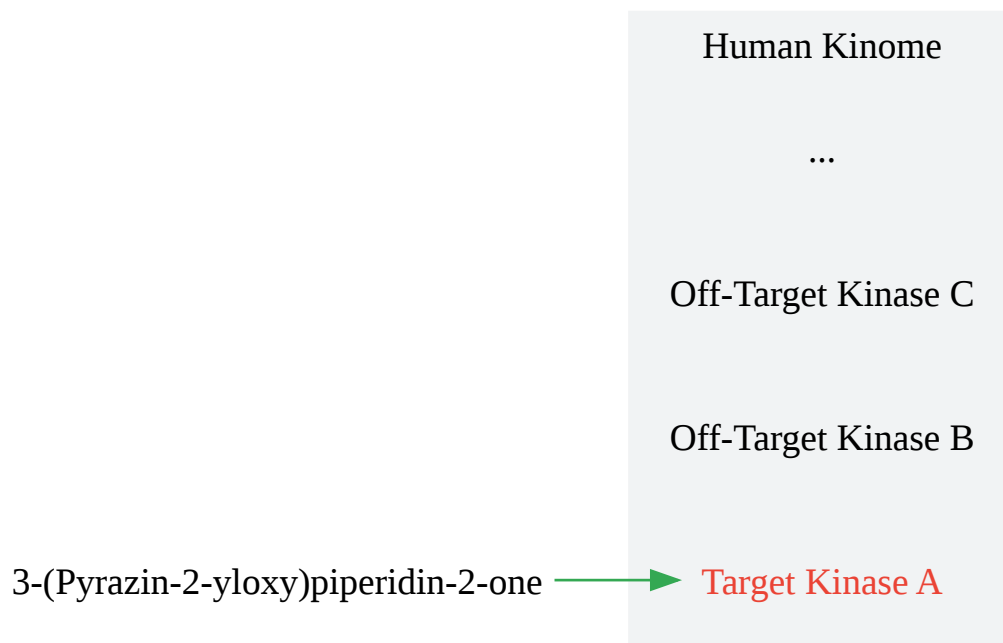 Human Kinome
...
Off-Target Kinase C
Off-Target Kinase B
3-(Pyrazin-2-yloxy)piperidin-2-one
Target Kinase A